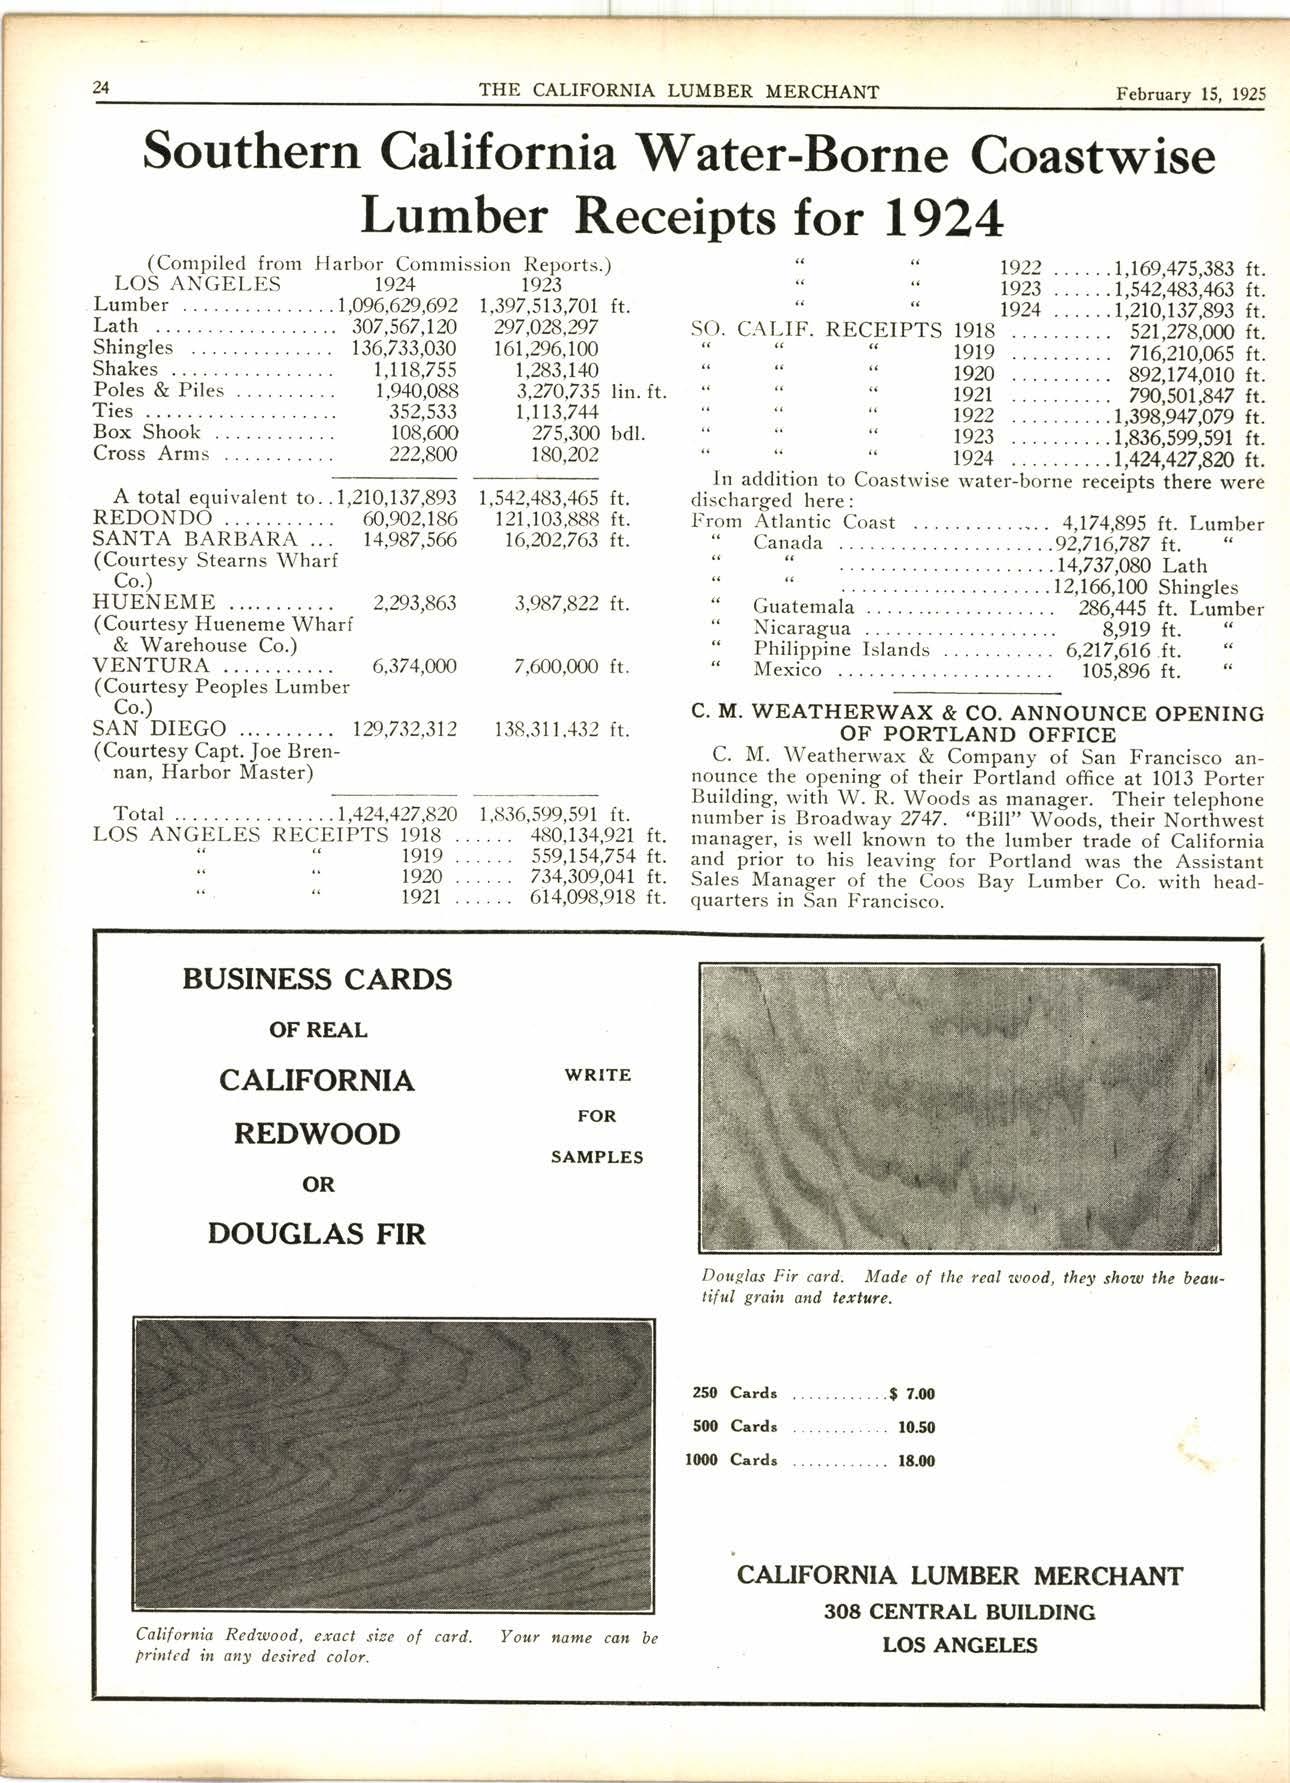 24 THE CALIFORNIA LUMBER MERCHANT February 15, 1925
Southern California Water-Borne Coastwise
Lumber Receipts for 1924
(Compiled from Harbor Commission Reports.)
LOS ANGELES 1924 1923
Lumber ...............1,096,629,692 1,397,513,701 ft.
Lath .................. 307,567,120 297,028,297
Shingles .............. 136,733,030 161,296,100
Shakes ................ 1,118,755 1,283,140
Poles & Piles .......... 1,940,088 3,270,735 lin. ft.
Ties ................... 352,533 1,113,744
Box Shook ............ 108,600 275,300 bdl.
Cross Arms ........... 222,800 180,202
A total equivalent to..1,210,137,893 1,542,483,465 ft.
REDONDO ........... 60,902,186 121,103,888 ft.
SANTA BARBARA ... 14,987,566 16,202,763 ft.
(Courtesy Stearns Wharf
Co.)
HUENEME ........... 2,293,863 3,987,822 ft.
(Courtesy Hueneme Wharf
& Warehouse Co.)
VENTURA ........... 6,374,000 7,600,000 ft.
(Courtesy Peoples Lumber
Co.)
SAN DIEGO .......... 129,732,312 138,311,432 ft.
(Courtesy Capt. Joe Bren-
nan, Harbor Master)
Total ................1,424,427,820 1,836,599,591 ft.
LOS ANGELES RECEIPTS 1918 ...... 480,134,921 ft.
“ “ 1919 ...... 559,154,754 ft.
“ “ 1920 ...... 734,309,041 ft.
“ “ 1921 ...... 614,098,918 ft.
“ “ 1922 ......1,169,475,383 ft.
“ “ 1923 ......1,542,483,463 ft.
“ “ 1924 ......1,210,137,893 ft.
SO. CALIF. RECEIPTS 1918 .......... 521,278,000 ft.
“ “ “ 1919 .......... 716,210,065 ft.
“ “ “ 1920 .......... 892,174,010 ft.
“ “ “ 1921 .......... 790,501,847 ft.
“ “ “ 1922 ..........1,398,947,079 ft.
“ “ “ 1923 ..........1,836,599,591 ft.
“ “ “ 1924 ..........1,424,427,820 ft.
In addition to Coastwise water-borne receipts there were
discharged here:
From Atlantic Coast .............. 4,174,895 ft. Lumber
“ Canada .....................92,716,787 ft. “
“ “ .....................14,737,080 Lath
“ “ .....................12,166,100 Shingles
“ Guatemala ................... 286,445 ft. Lumber
“ Nicaragua ................... 8,919 ft. “
“ Philippine Islands ........... 6,217,616 ft. “
“ Mexico ..................... 105,896 ft. “
C. M. WEATHERWAX & CO. ANNOUNCE OPENING
OF PORTLAND OFFICE
C. M. Weatherwax & Company of San Francisco an-
nounce the opening of their Portland office at 1013 Porter
Building, with W. R. Woods as manager. Their telephone
number is Broadway 2747. “Bill” Woods, their Northwest
manager, is well known to the lumber trade of California
and prior to his leaving for Portland was the Assistant
Sales Manager of the Coos Bay Lumber Co. with head-
quarters in San Francisco.
BUSINESS CARDS
OF REAL
CALIFORNIA
REDWOOD
OR
DOUGLAS FIR
WRITE
FOR
SAMPLES
Douglas Fir card. Made of the real wood, they show the beau-
tiful grain and texture.
California Redwood, exact size of card. Your name can be
printed in any desired color.
250 Cards ............$ 7.00
500 Cards ............ 10.50
1000 Cards ............ 18.00
CALIFORNIA LUMBER MERCHANT
308 CENTRAL BUILDING
LOS ANGELES